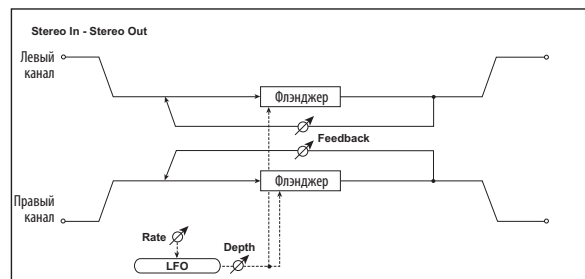 Stereo In - Stereo Out
Левый
канал
Флэнджер
Feedback
Флэнджер
Правый
канал
Rate
Depth
LFO